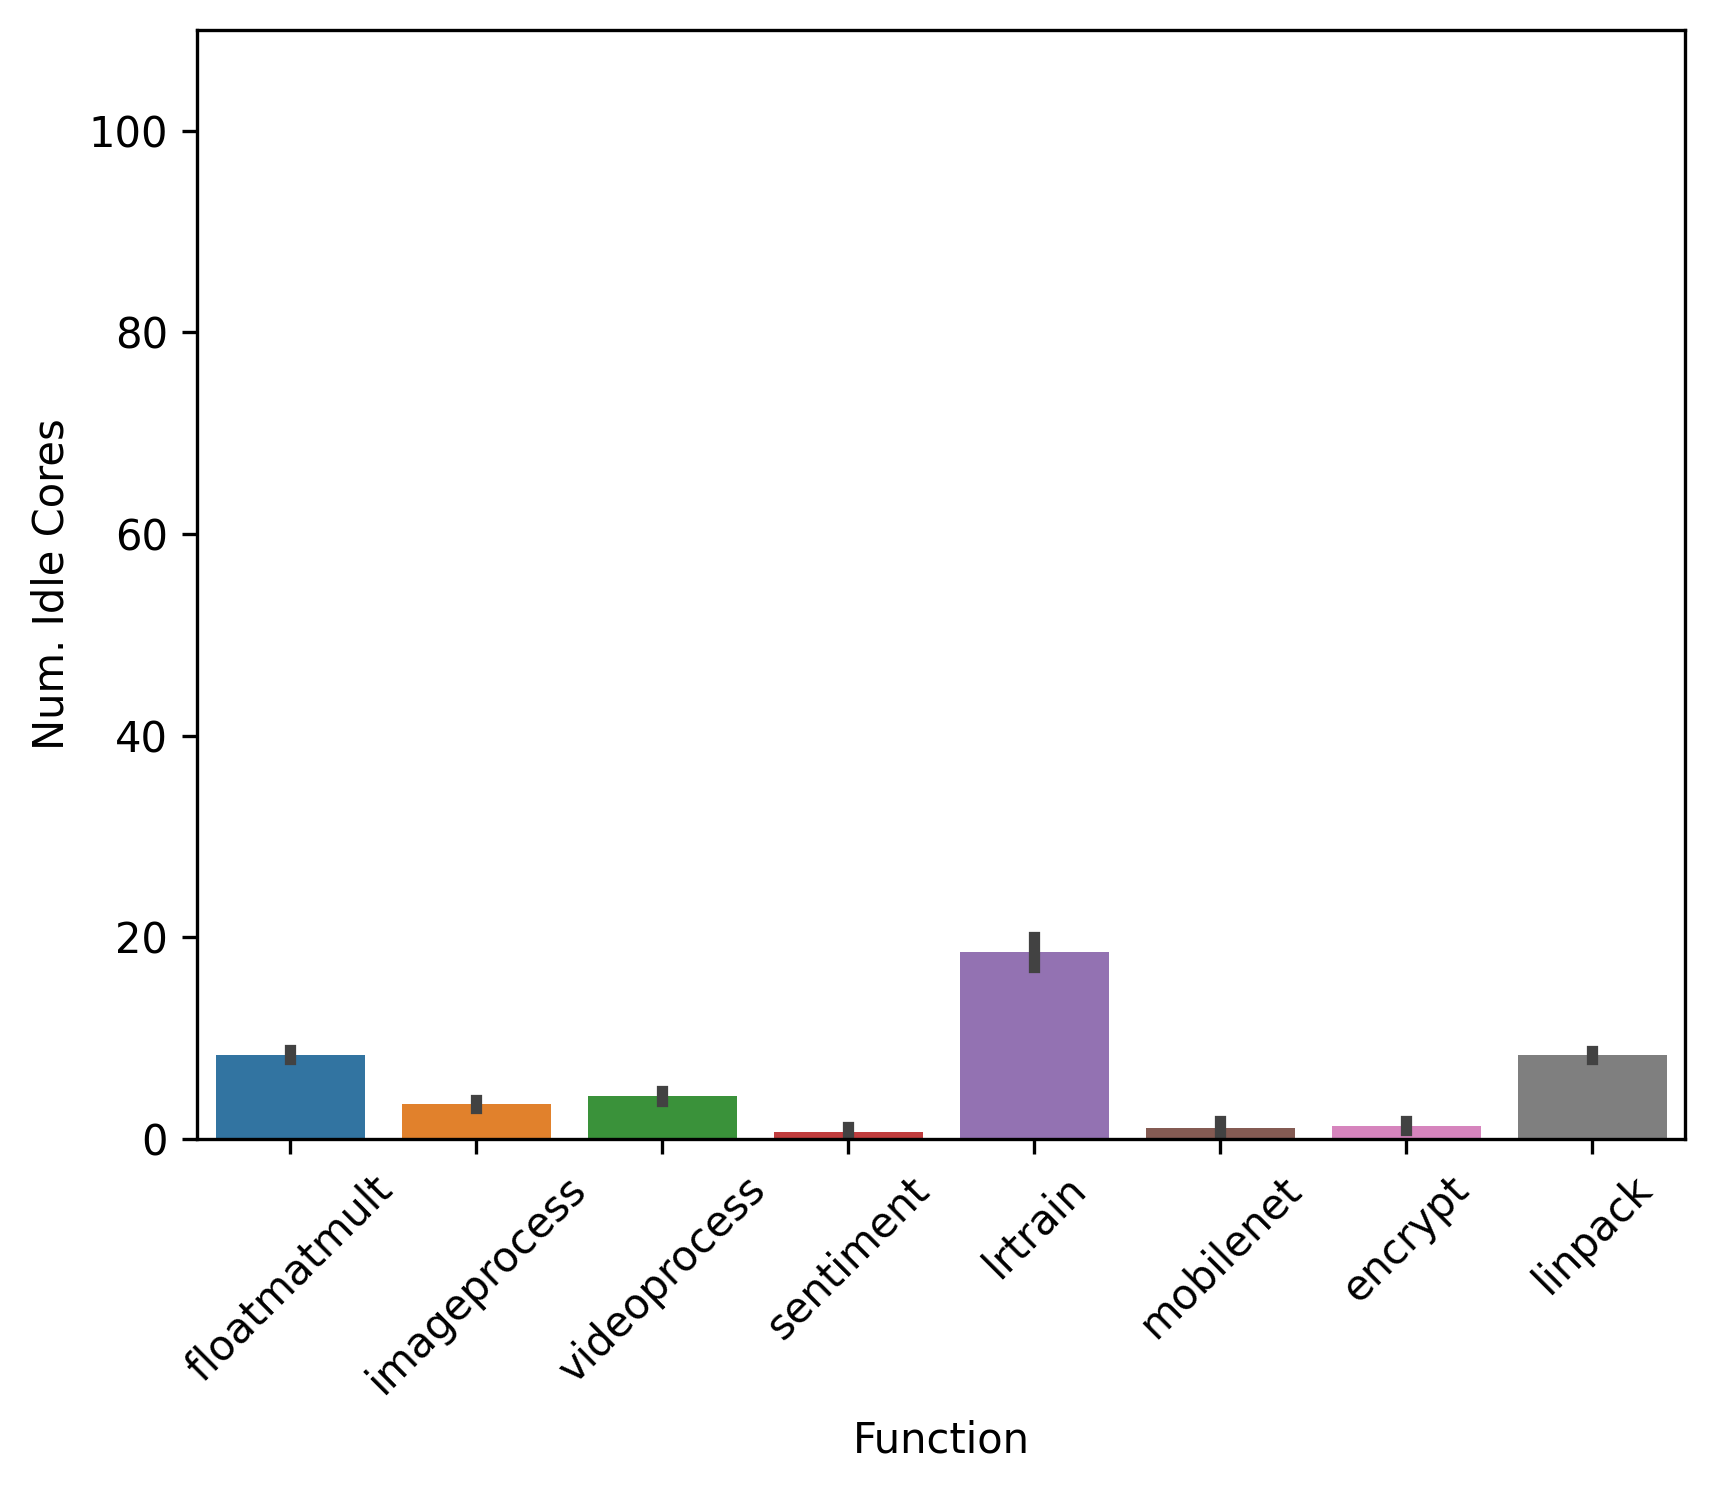 100
80
60
40
20
0
Num. Idle Cores
floatmatmult
imageprocess
videoprocess
sentiment
lrtrain
mobilenet
encrypt
linpack
Function